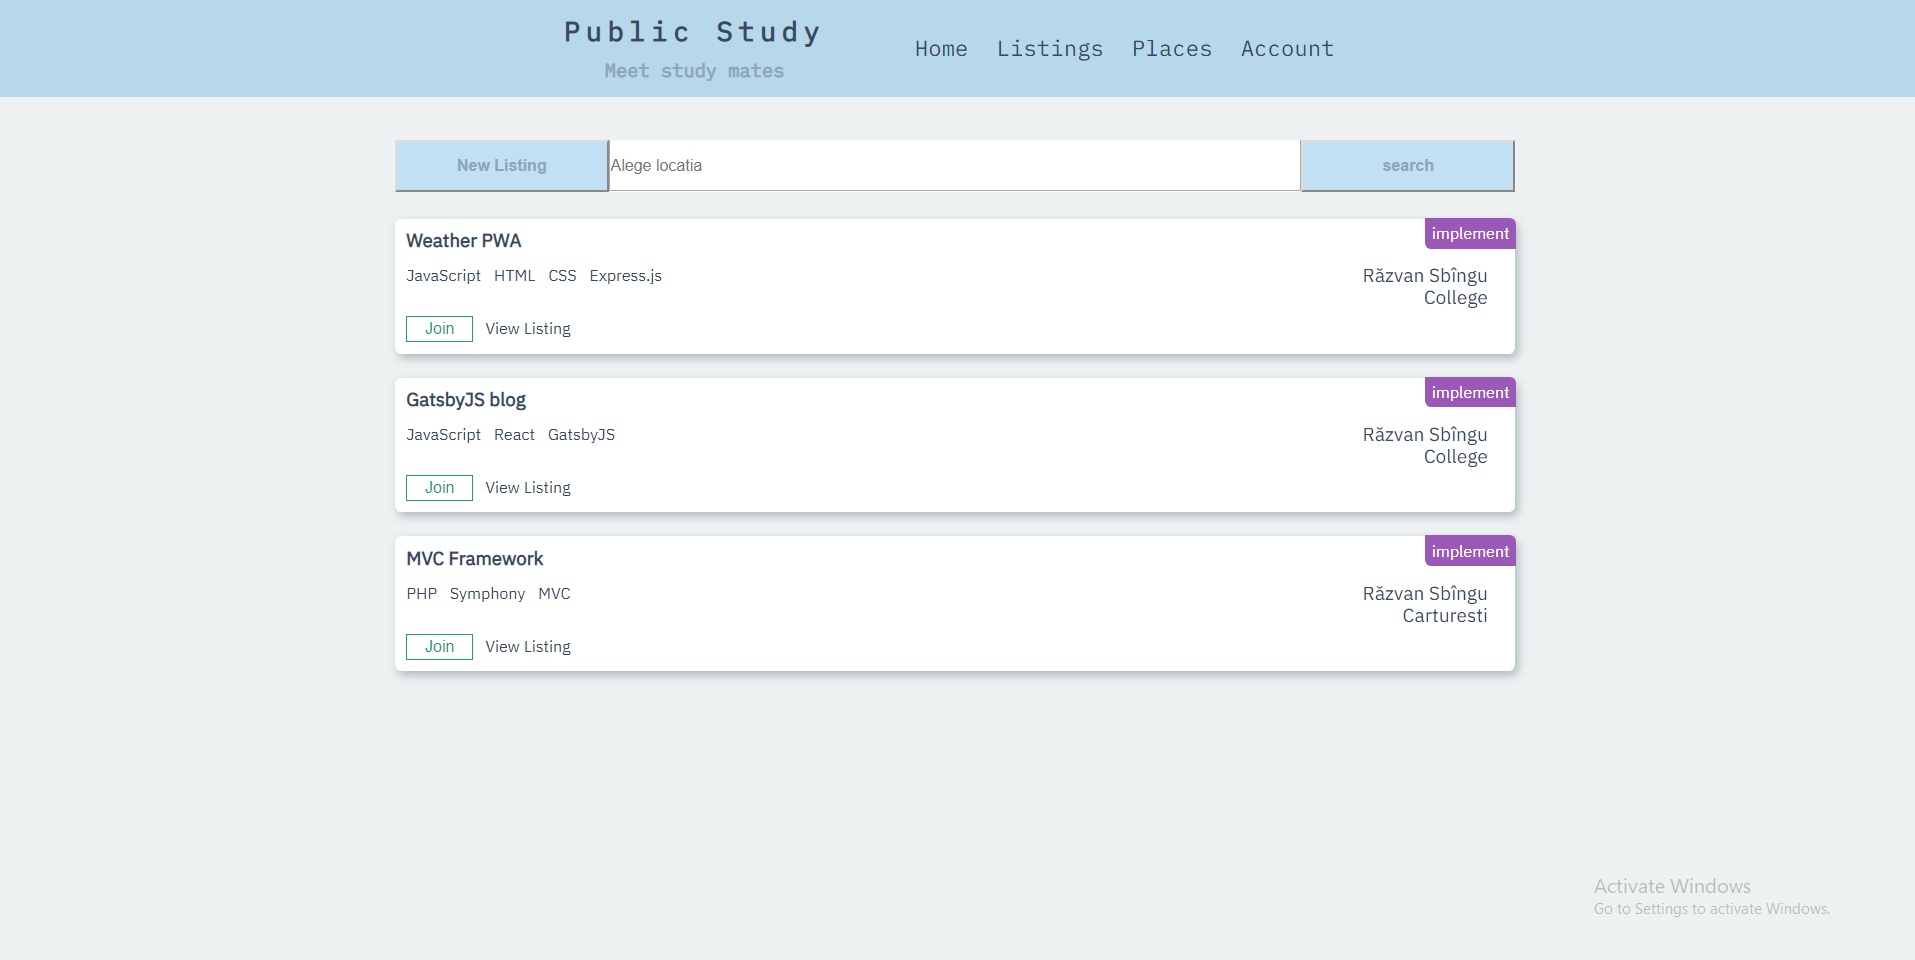 Public Study
Meet study mates
Home Listings Places Account
New Listing
Alege locatia
search
Weather PWA
implement
JavaScript HTML CSS Express.js
Răzvan Sbîngu
College
Join View Listing
GatsbyJS blog
implement
JavaScript React GatsbyJS
Răzvan Sbîngu
College
Join View Listing
MVC Framework
implement
PHP Symphony MVC
Răzvan Sbîngu
Carturesti
Join View Listing
Activate Windows
Go to Settings to activate Windows.